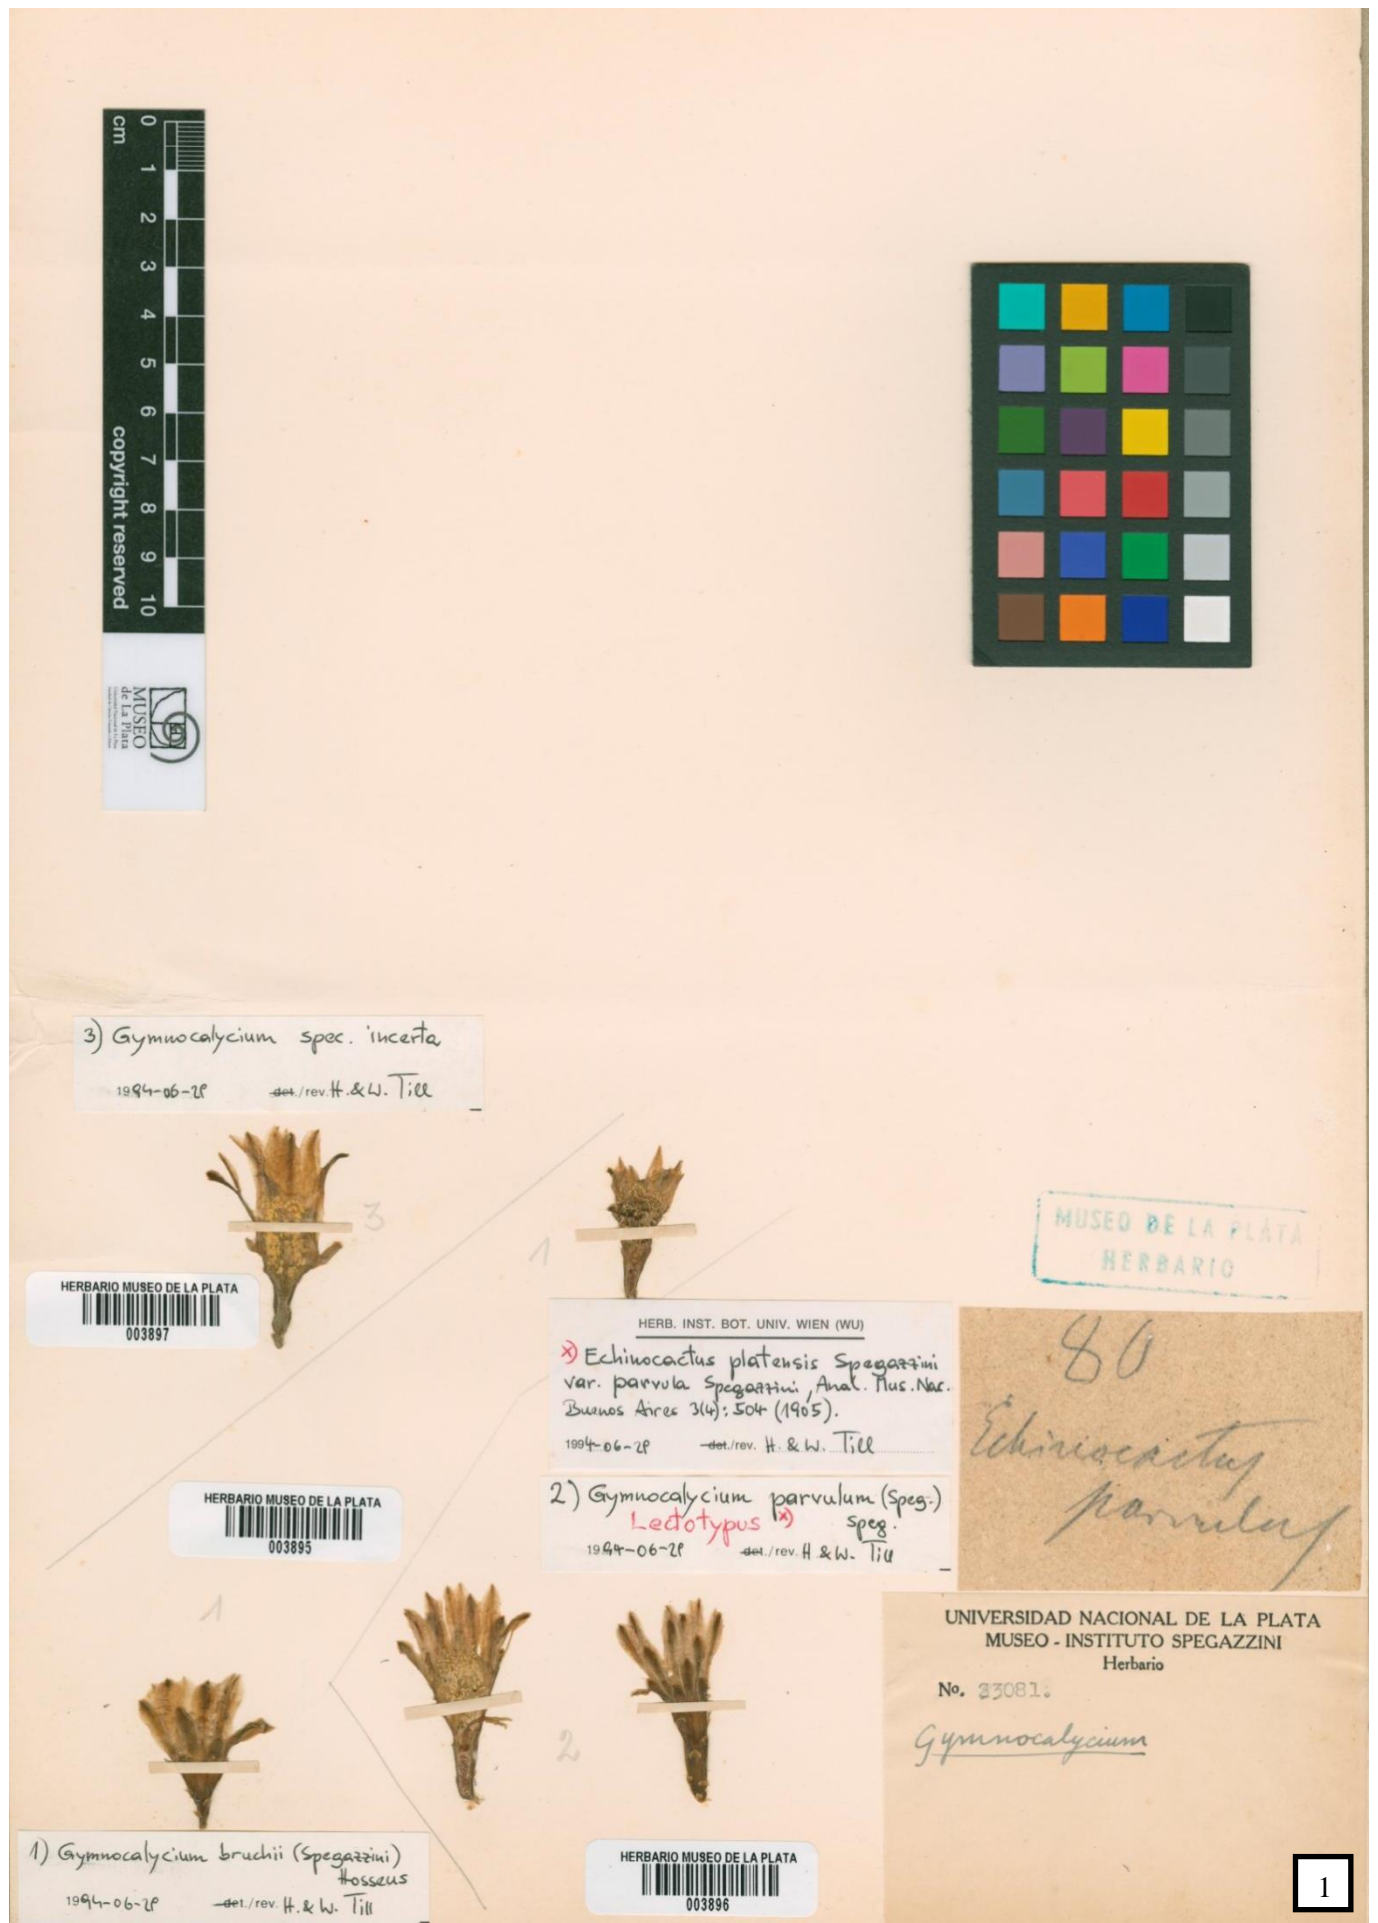 cm
0
1
2
3
4
5
6
7
8
9
10
copyright reserved
MUSEO
de La Plata
3) Gymnocalycium spec. incerta
1994-06-29 det./rev. H. & W. Till
3
HERBARIO MUSEO DE LA PLATA
003897
1
MUSEO DE LA PLATA
HERBARIO
HERB. INST. BOT. UNIV. WIEN (WU)
x) Echinocactus platensis Spegazzini
var. parvula Spegazzini, Anal. Mus. Nac.
Buenos Aires 3(4): 504 (1905).
1994-06-29 det./rev. H. & W. Till
80
Echinocactus
parvulus
2) Gymnocalycium parvulum (Speg.)
Lectotypus x) Speg.
1994-06-29 det./rev. H & W. Till
HERBARIO MUSEO DE LA PLATA
003895
1
2
UNIVERSIDAD NACIONAL DE LA PLATA
MUSEO - INSTITUTO SPEGAZZINI
Herbario
No. 23081.
Gymnocalycium
1) Gymnocalycium bruchii (Spegazzini)
Hosseus
1994-06-29 det./rev. H. & W. Till
HERBARIO MUSEO DE LA PLATA
003896
1